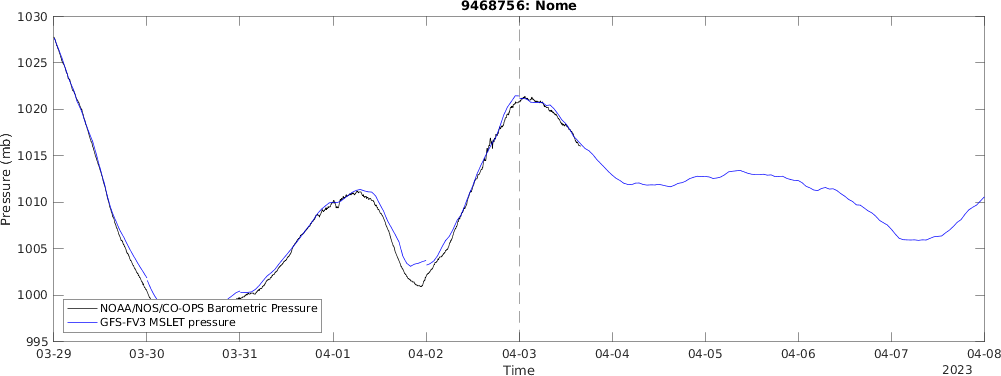 9468756: Nome
1030
1025
1020
1015
1010
1005
1000
995
Pressure (mb)
NOAA/NOS/CO-OPS Barometric Pressure
GFS-FV3 MSLET pressure
03-29 03-30 03-31 04-01 04-02 04-03 04-04 04-05 04-06 04-07 04-08
Time
2023